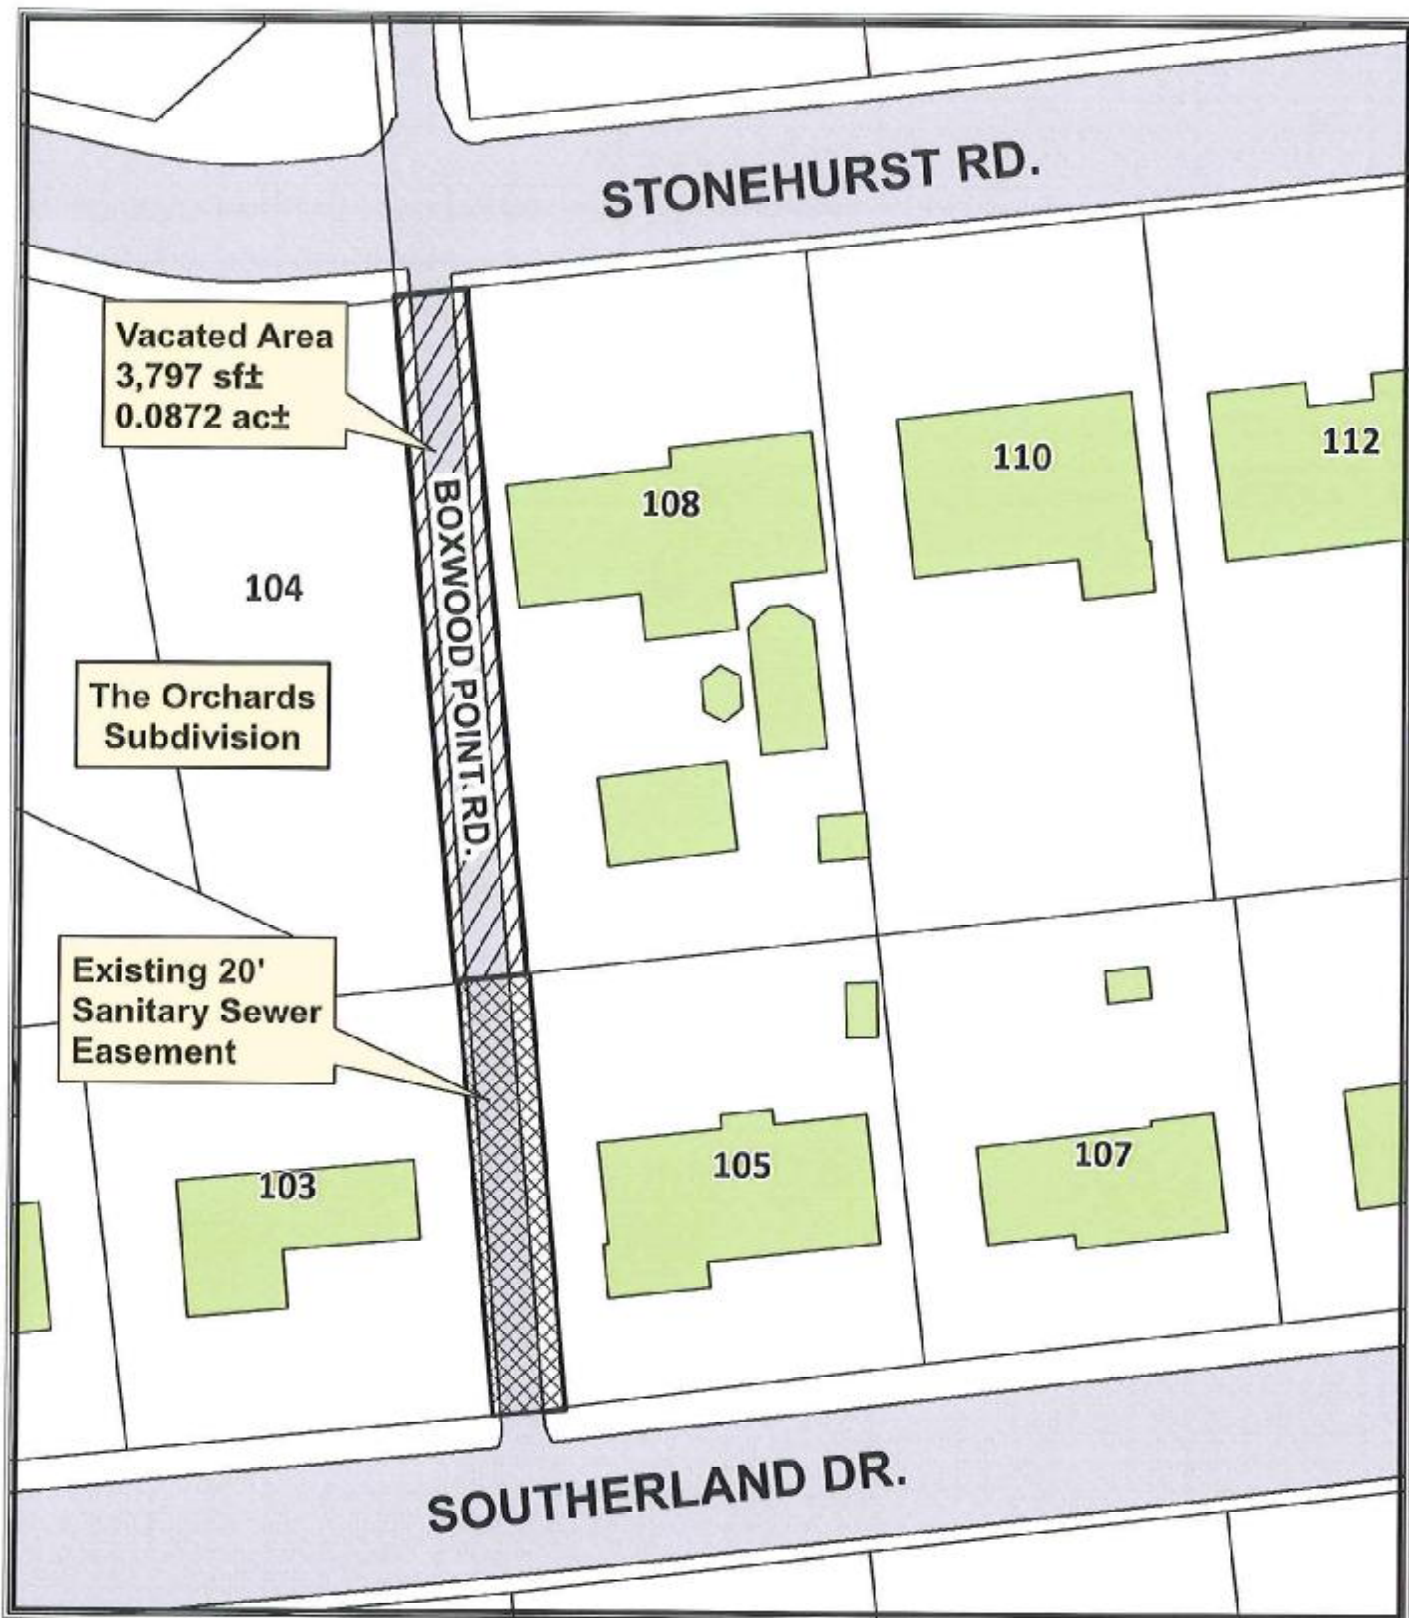 STONEHURST RD.
Vacated Area
3,797 sf±
0.0872 ac±
112
110
108
BOXWOOD POINT RD.
104
The Orchards
Subdivision
Existing 20'
Sanitary Sewer
Easement
103
105
107
SOUTHERLAND DR.